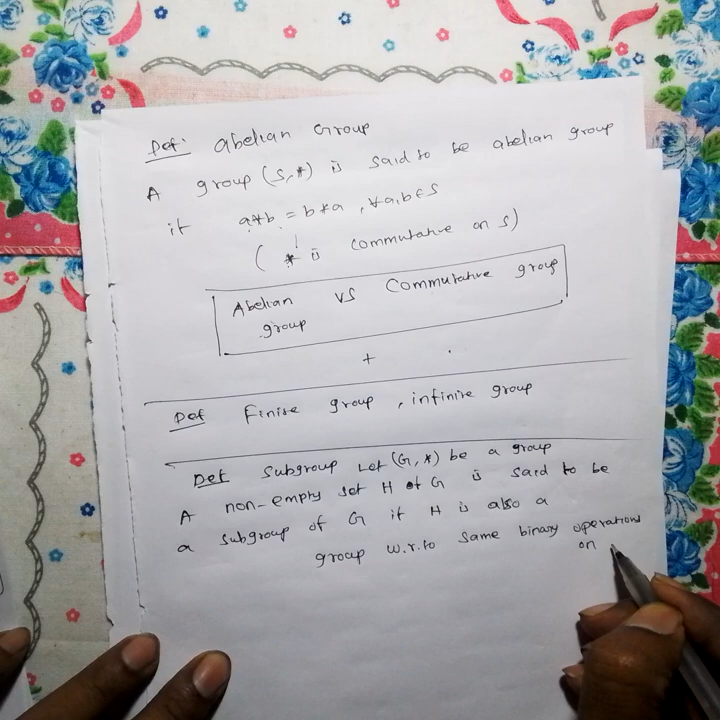 Def: Abelian Group
A group (S, *) is said to be abelian group
if a*b = b*a, ∀a,b∈S
( * is commutative on S)
Abelian group VS Commutative group
+ .
Def Finite group, infinite group
Def Subgroup Let (G, *) be a group
A non-empty set H of G is said to be
a subgroup of G if H is also a
group w.r.to same binary operations
on